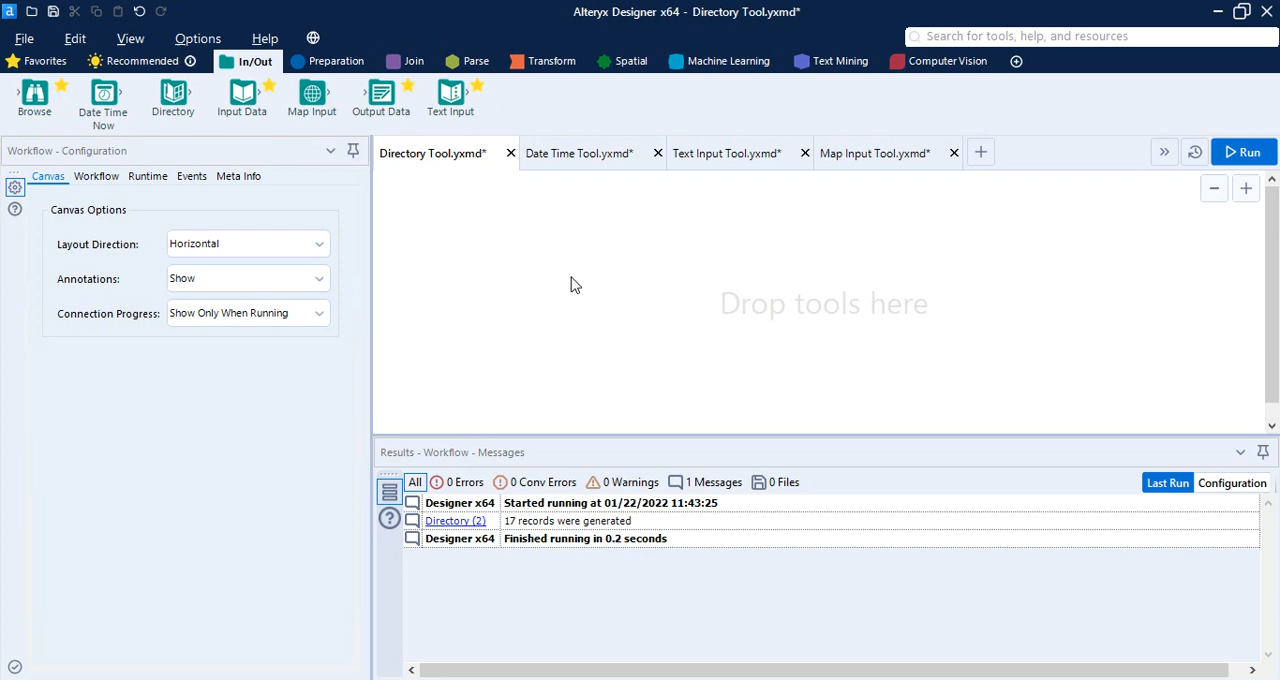 a Alteryx Designer x64 - Directory Tool.yxmd*
File Edit View Options Help Search for tools, help, and resources
Favorites Recommended In/Out Preparation Join Parse Transform Spatial Machine Learning Text Mining Computer Vision
Browse Date Time Now Directory Input Data Map Input Output Data Text Input
Workflow - Configuration
Directory Tool.yxmd* Date Time Tool.yxmd* Text Input Tool.yxmd* Map Input Tool.yxmd* Run
Canvas Workflow Runtime Events Meta Info
Canvas Options
Layout Direction: Horizontal
Annotations: Show
Connection Progress: Show Only When Running
Drop tools here
Results - Workflow - Messages
All 0 Errors 0 Conv Errors 0 Warnings 1 Messages 0 Files Last Run Configuration
Designer x64 Started running at 01/22/2022 11:43:25
Directory (2) 17 records were generated
Designer x64 Finished running in 0.2 seconds